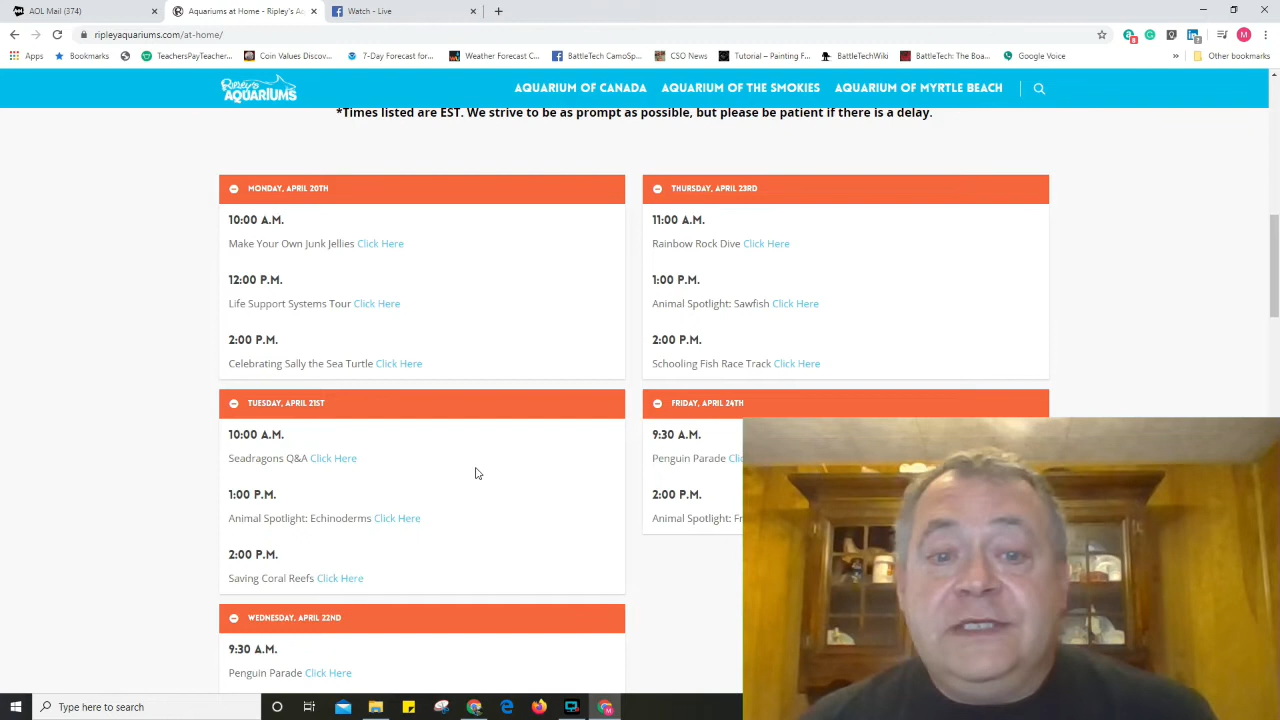 AOL Mail (374)
Aquariums at Home - Ripley's Aq
Watch - Live
ripleyaquariums.com/at-home/
Apps
Bookmarks
TeachersPayTeacher...
Coin Values Discov...
7-Day Forecast for...
Weather Forecast C...
BattleTech CamoSp...
CSO News
Tutorial – Painting F...
BattleTechWiki
BattleTech: The Boa...
Google Voice
»
Other bookmarks
Ripley's
AQUARIUMS
AQUARIUM OF CANADA
AQUARIUM OF THE SMOKIES
AQUARIUM OF MYRTLE BEACH
*Times listed are EST. We strive to be as prompt as possible, but please be patient if there is a delay.
MONDAY, APRIL 20TH
10:00 A.M.
Make Your Own Junk Jellies Click Here
12:00 P.M.
Life Support Systems Tour Click Here
2:00 P.M.
Celebrating Sally the Sea Turtle Click Here
TUESDAY, APRIL 21ST
10:00 A.M.
Seadragons Q&A Click Here
1:00 P.M.
Animal Spotlight: Echinoderms Click Here
2:00 P.M.
Saving Coral Reefs Click Here
WEDNESDAY, APRIL 22ND
9:30 A.M.
Penguin Parade Click Here
THURSDAY, APRIL 23RD
11:00 A.M.
Rainbow Rock Dive Click Here
1:00 P.M.
Animal Spotlight: Sawfish Click Here
2:00 P.M.
Schooling Fish Race Track Click Here
FRIDAY, APRIL 24TH
9:30 A.M.
Penguin Parade Clic
2:00 P.M.
Animal Spotlight: Fr
Type here to search